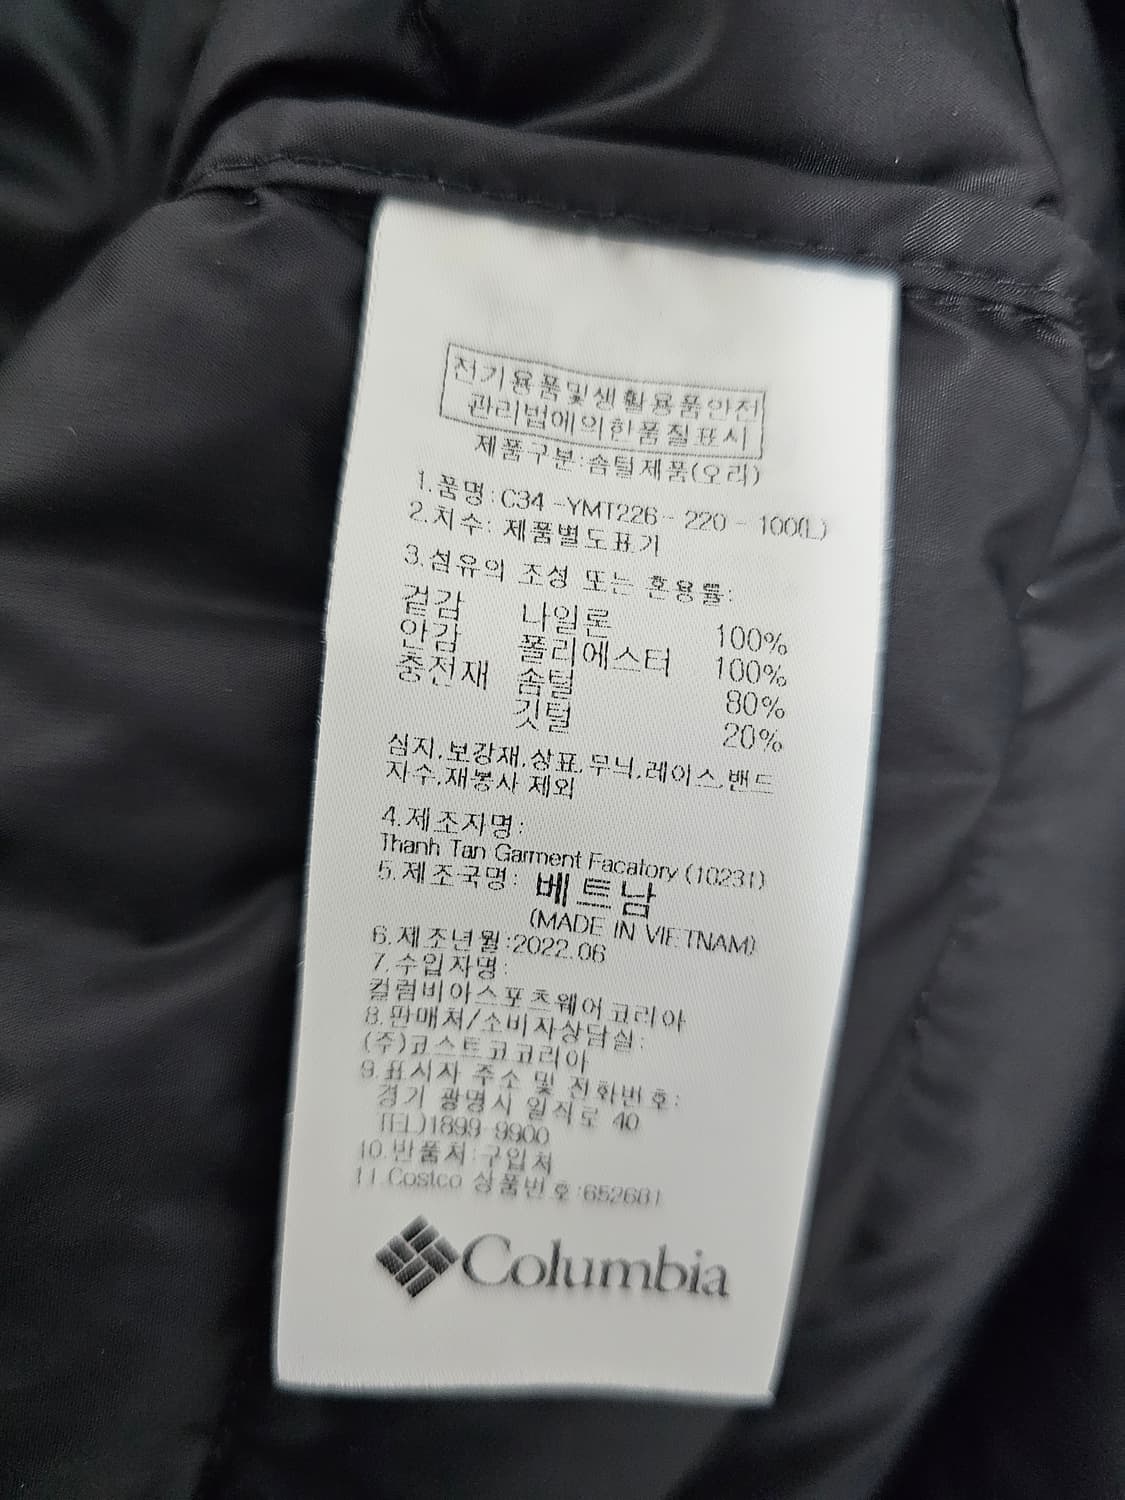 전기용품및생활용품안전
관리법에의한품질표시
제품구분:솜털제품(오리)
1.품명:C34-YMT226-220-100(L)
2.치수: 제품별도표기
3.섬유의 조성 또는 혼용률:
겉감 나일론 100%
안감 폴리에스터 100%
충전재 솜털 80%
깃털 20%
심지,보강재,상표,무늬,레이스,밴드
자수,재봉사 제외
4.제조자명:
Thanh Tan Garment Facatory (10231)
5.제조국명: 베트남
(MADE IN VIETNAM)
6.제조년월:2022.06
7.수입자명:
컬럼비아스포츠웨어코리아
8.판매처/소비자상담실:
(주)코스트코코리아
9.표시자 주소 및 전화번호:
경기 광명시 일직로 40
TEL)1899-9900
10.반품처:구입처
11.Costco 상품번호:652681
Columbia